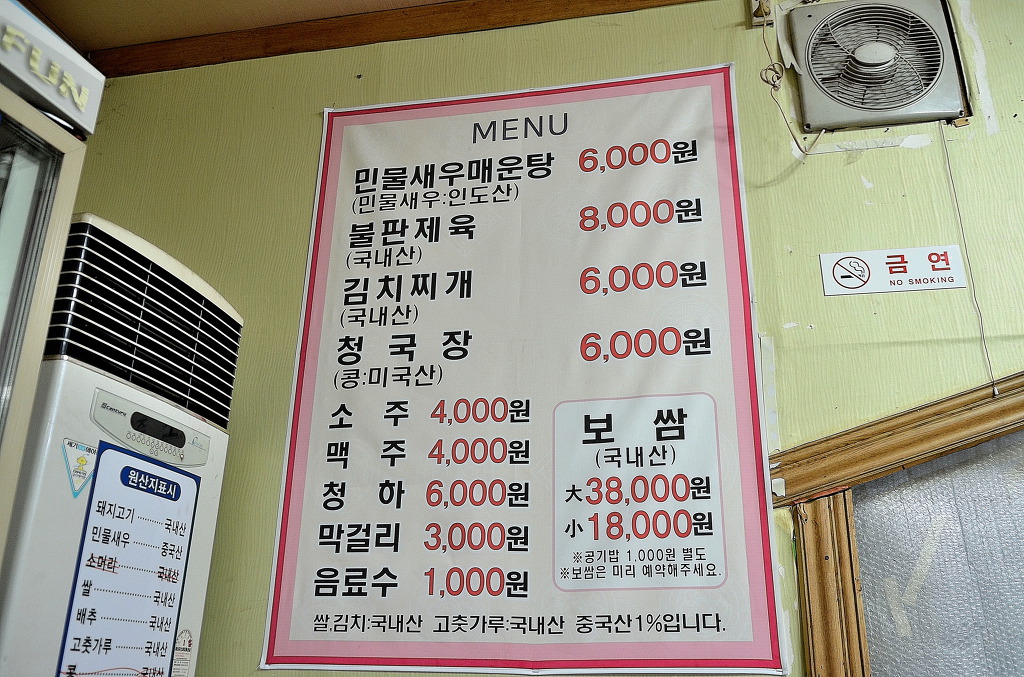 FUN
MENU
민물새우매운탕 6,000원
(민물새우:인도산)
불판제육 8,000원
(국내산)
김치찌개 6,000원
(국내산)
청국장 6,000원
(콩:미국산)
소주 4,000원
맥주 4,000원
청하 6,000원
막걸리 3,000원
음료수 1,000원
보쌈
(국내산)
大38,000원
小18,000원
※공기밥 1.000원 별도
※보쌈은 미리 예약해주세요.
쌀,김치:국내산 고춧가루:국내산 중국산1%입니다.
금연
NO SMOKING
Century
원산지표시
돼지고기 ········· 국내산
민물새우 ········· 중국산
소머리 ········· 국내산
쌀 ········· 국내산
배추 ········· 국내산
고춧가루 ········· 국내산
콩 ········· 국내산